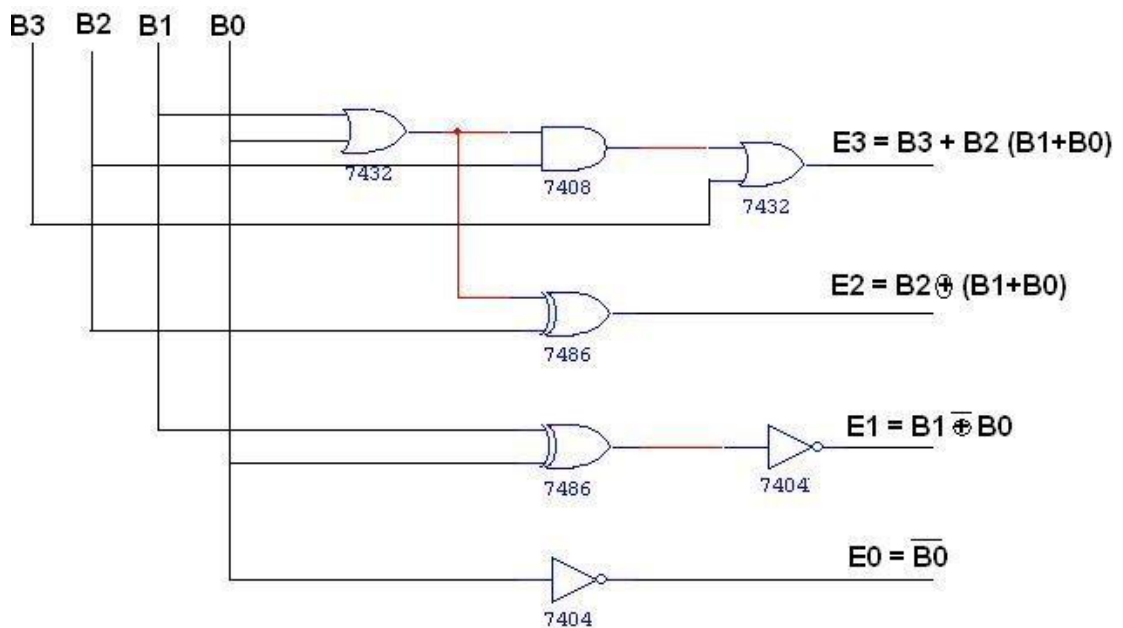 B3 B2 B1 B0
E3 = B3 + B2 (B1+B0)
7432
7408
7432
E2 = B2 ⊕ (B1+B0)
7486
E1 = B1 ⊕̅ B0
7486
7404
E0 = B̅0̅
7404